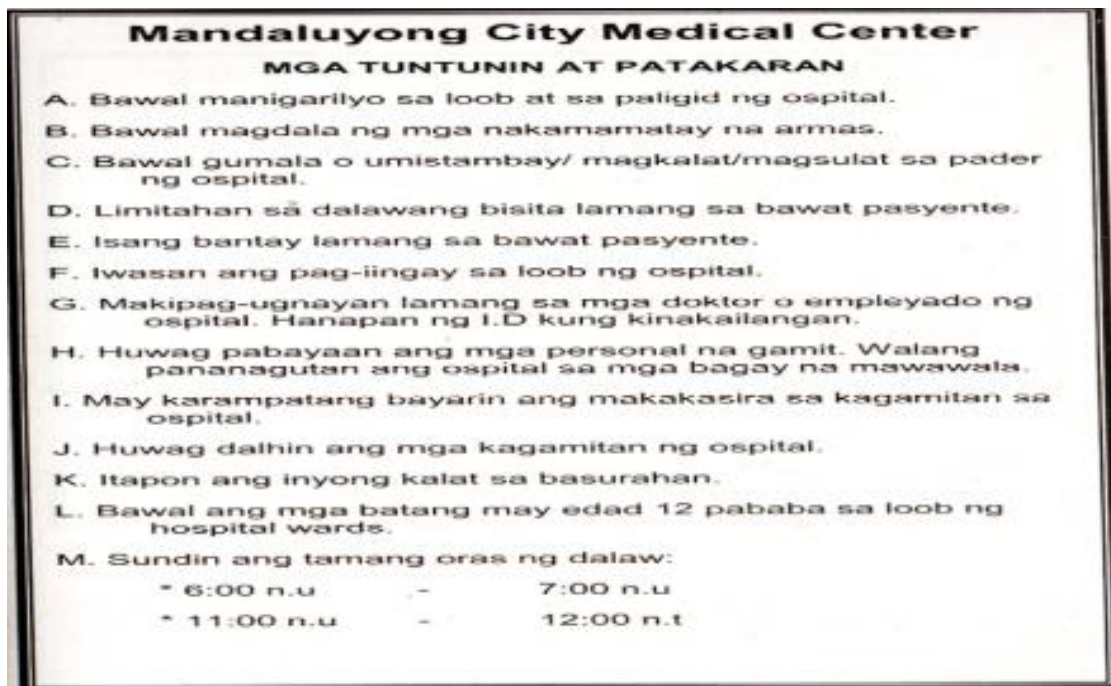 Mandaluyong City Medical Center
MGA TUNTUNIN AT PATAKARAN
A. Bawal manigarilyo sa loob at sa paligid ng ospital.
B. Bawal magdala ng mga nakamamatay na armas.
C. Bawal gumala o umistambay/ magkalat/magsulat sa pader
ng ospital.
D. Limitahan sa dalawang bisita lamang sa bawat pasyente.
E. Isang bantay lamang sa bawat pasyente.
F. Iwasan ang pag-iingay sa loob ng ospital.
G. Makipag-ugnayan lamang sa mga doktor o empleyado ng
ospital. Hanapan ng I.D kung kinakailangan.
H. Huwag pabayaan ang mga personal na gamit. Walang
pananagutan ang ospital sa mga bagay na mawawala.
I. May karampatang bayarin ang makakasira sa kagamitan sa
ospital.
J. Huwag dalhin ang mga kagamitan ng ospital.
K. Itapon ang inyong kalat sa basurahan.
L. Bawal ang mga batang may edad 12 pababa sa loob ng
hospital wards.
M. Sundin ang tamang oras ng dalaw:
* 6:00 n.u - 7:00 n.u
* 11:00 n.u - 12:00 n.t